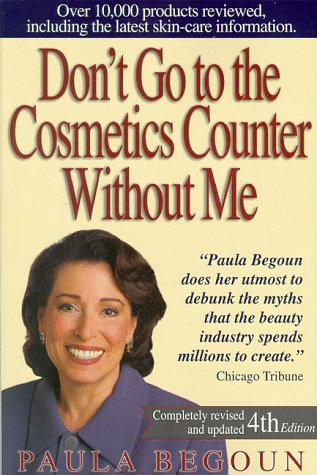 Over 10,000 products reviewed,
including the latest skin-care information.
Don't Go to the
Cosmetics Counter
Without Me
“Paula Begoun
does her utmost to
debunk the myths
that the beauty
industry spends
millions to create.”
Chicago Tribune
Completely revised
and updated 4th Edition
PAULA BEGOUN